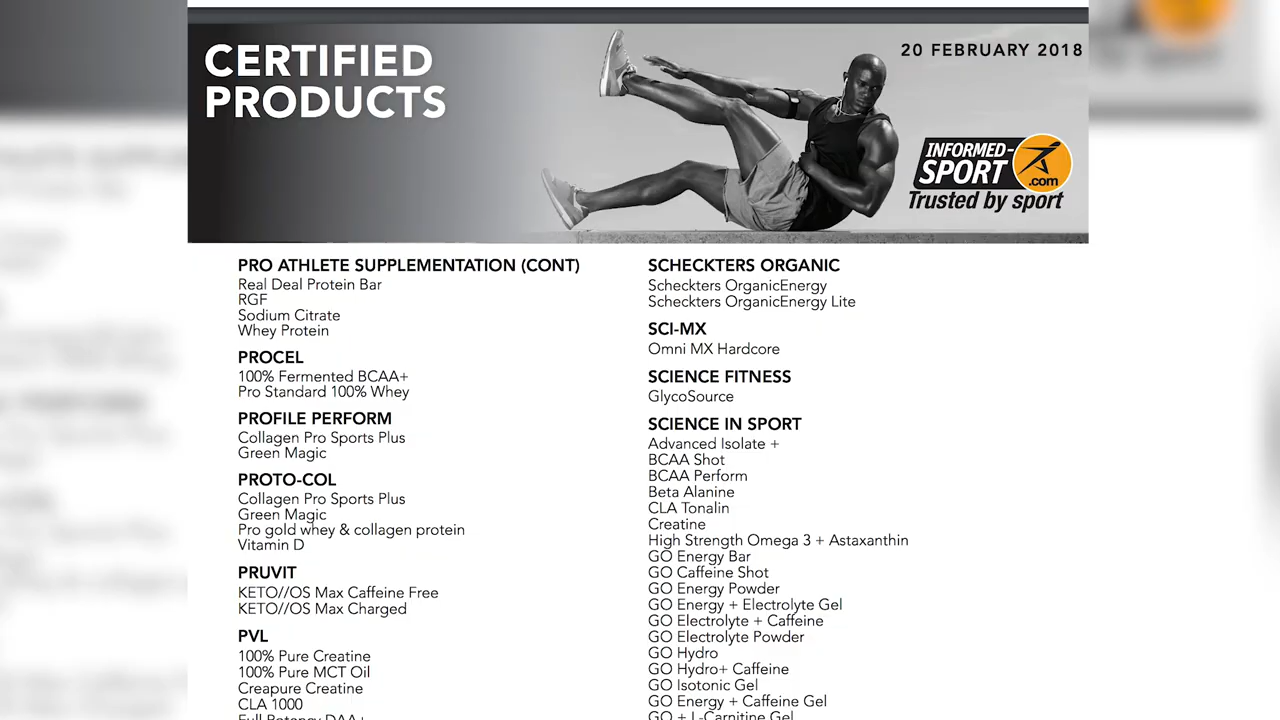 CERTIFIED
PRODUCTS
20 FEBRUARY 2018
INFORMED-
SPORT
.com
Trusted by sport
PRO ATHLETE SUPPLEMENTATION (CONT)
Real Deal Protein Bar
RGF
Sodium Citrate
Whey Protein
PROCEL
100% Fermented BCAA+
Pro Standard 100% Whey
PROFILE PERFORM
Collagen Pro Sports Plus
Green Magic
PROTO-COL
Collagen Pro Sports Plus
Green Magic
Pro gold whey & collagen protein
Vitamin D
PRUVIT
KETO//OS Max Caffeine Free
KETO//OS Max Charged
PVL
100% Pure Creatine
100% Pure MCT Oil
Creapure Creatine
CLA 1000
SCHECKTERS ORGANIC
Scheckters OrganicEnergy
Scheckters OrganicEnergy Lite
SCI-MX
Omni MX Hardcore
SCIENCE FITNESS
GlycoSource
SCIENCE IN SPORT
Advanced Isolate +
BCAA Shot
BCAA Perform
Beta Alanine
CLA Tonalin
Creatine
High Strength Omega 3 + Astaxanthin
GO Energy Bar
GO Caffeine Shot
GO Energy Powder
GO Energy + Electrolyte Gel
GO Electrolyte + Caffeine
GO Electrolyte Powder
GO Hydro
GO Hydro+ Caffeine
GO Isotonic Gel
GO Energy + Caffeine Gel
GO + L-Carnitine Gel